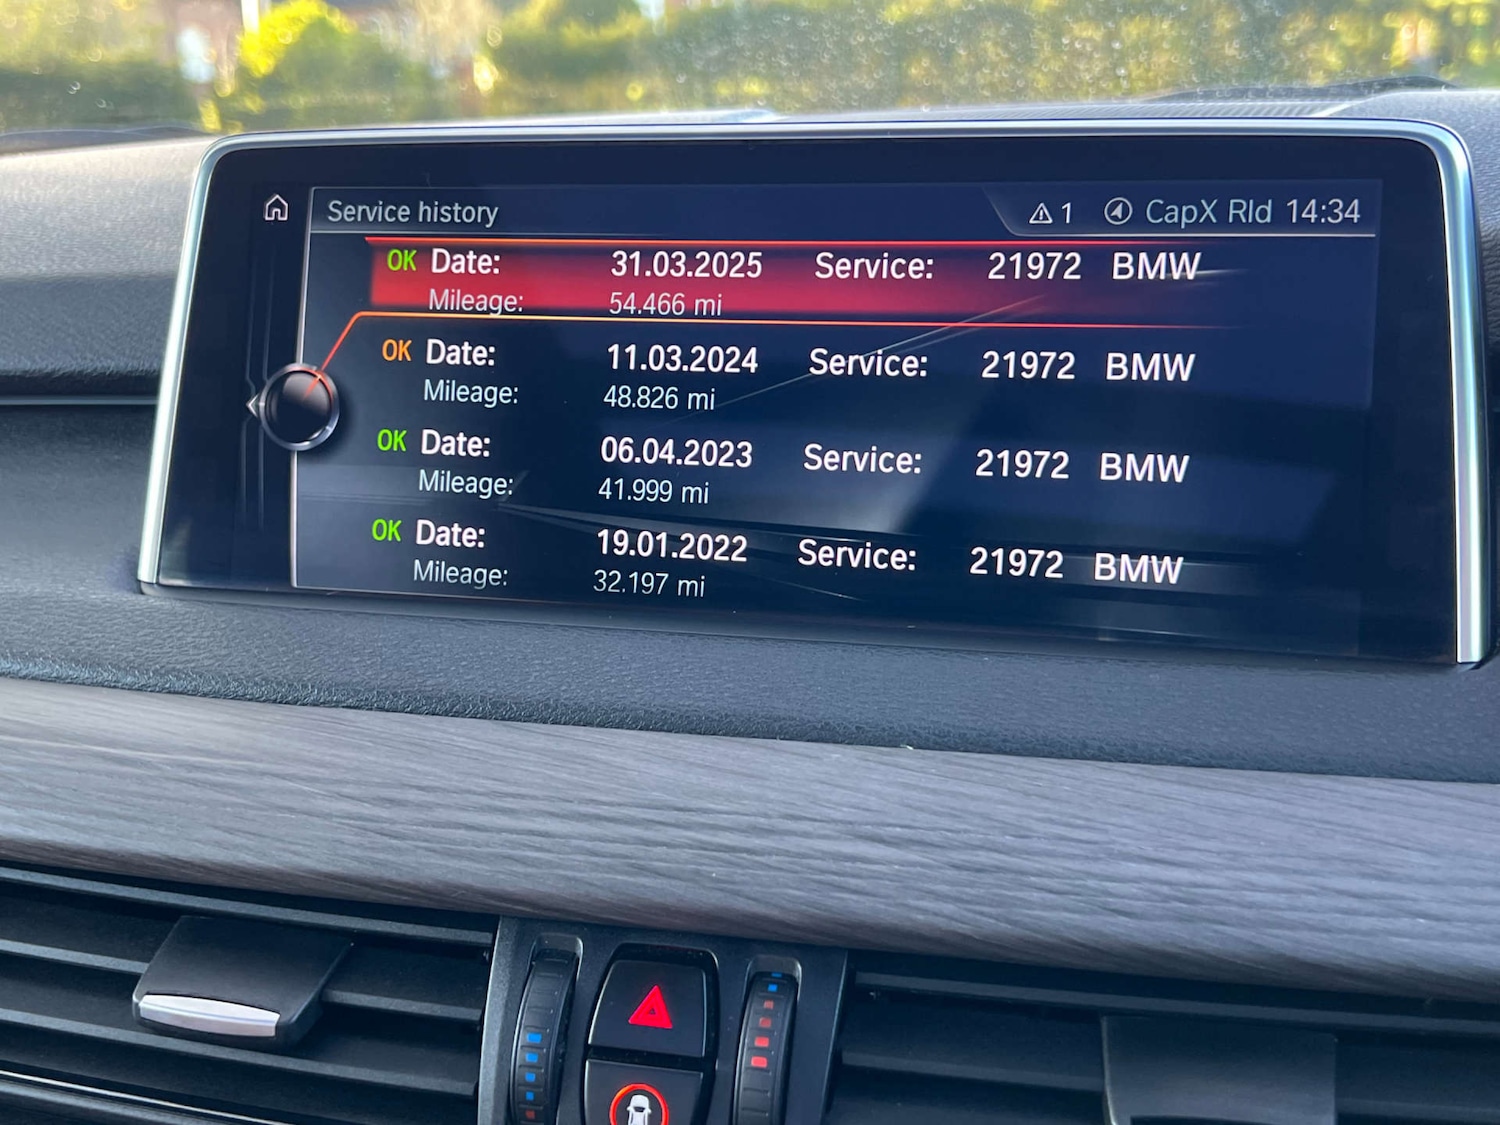 Service history 1 CapX Rld 14:34
OK Date: 31.03.2025 Service: 21972 BMW
Mileage: 54.466 mi
OK Date: 11.03.2024 Service: 21972 BMW
Mileage: 48.826 mi
OK Date: 06.04.2023 Service: 21972 BMW
Mileage: 41.999 mi
OK Date: 19.01.2022 Service: 21972 BMW
Mileage: 32.197 mi